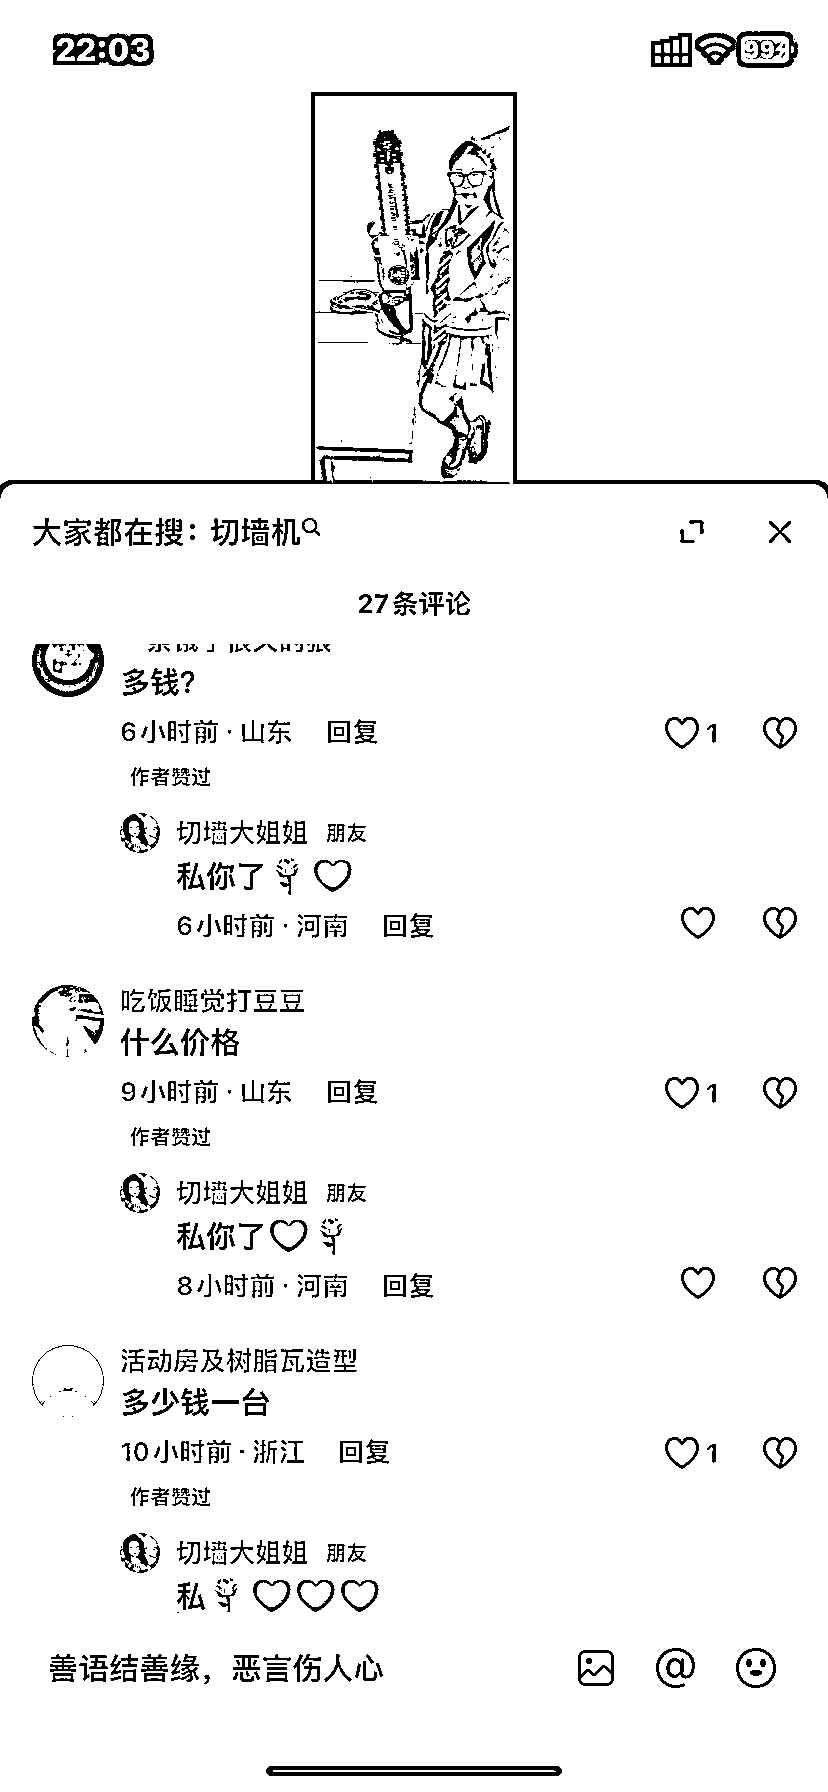 22:03
99
大家都在搜：切墙机
27条评论
多钱?
6小时前·山东 回复
1
作者赞过
切墙大姐姐 朋友
私你了
6小时前·河南 回复
吃饭睡觉打豆豆
什么价格
9小时前·山东 回复
1
作者赞过
切墙大姐姐 朋友
私你了
8小时前·河南 回复
活动房及树脂瓦造型
多少钱一台
10小时前·浙江 回复
1
作者赞过
切墙大姐姐 朋友
私
善语结善缘，恶言伤人心